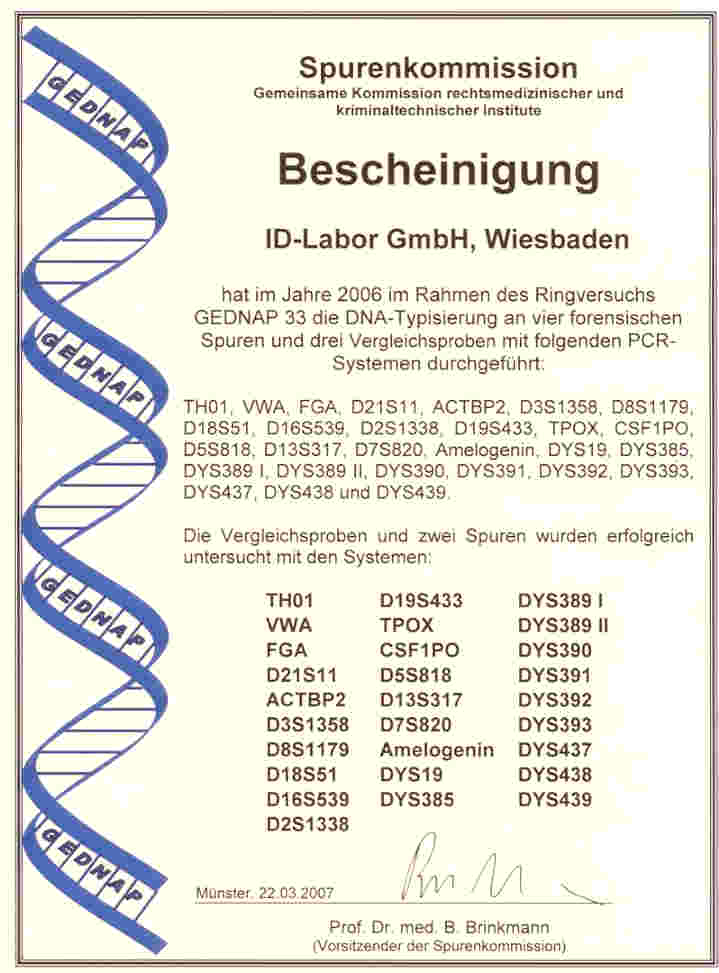 Spurenkommission
Gemeinsame Kommission rechtsmedizinischer und
kriminaltechnischer Institute
Bescheinigung
ID-Labor GmbH, Wiesbaden
hat im Jahre 2006 im Rahmen des Ringversuchs
GEDNAP 33 die DNA-Typisierung an vier forensischen
Spuren und drei Vergleichsproben mit folgenden PCR-
Systemen durchgeführt:
TH01, VWA, FGA, D21S11, ACTBP2, D3S1358, D8S1179,
D18S51, D16S539, D2S1338, D19S433, TPOX, CSF1PO,
D5S818, D13S317, D7S820, Amelogenin, DYS19, DYS385,
DYS389 I, DYS389 II, DYS390, DYS391, DYS392, DYS393,
DYS437, DYS438 und DYS439.
Die Vergleichsproben und zwei Spuren wurden erfolgreich
untersucht mit den Systemen:
TH01 D19S433 DYS389 I
VWA TPOX DYS389 II
FGA CSF1PO DYS390
D21S11 D5S818 DYS391
ACTBP2 D13S317 DYS392
D3S1358 D7S820 DYS393
D8S1179 Amelogenin DYS437
D18S51 DYS19 DYS438
D16S539 DYS385 DYS439
D2S1338
Münster, 22.03.2007
Prof. Dr. med. B. Brinkmann
(Vorsitzender der Spurenkommission)
GEDNAP
GEDNAP
GEDNAP
GEDNAP